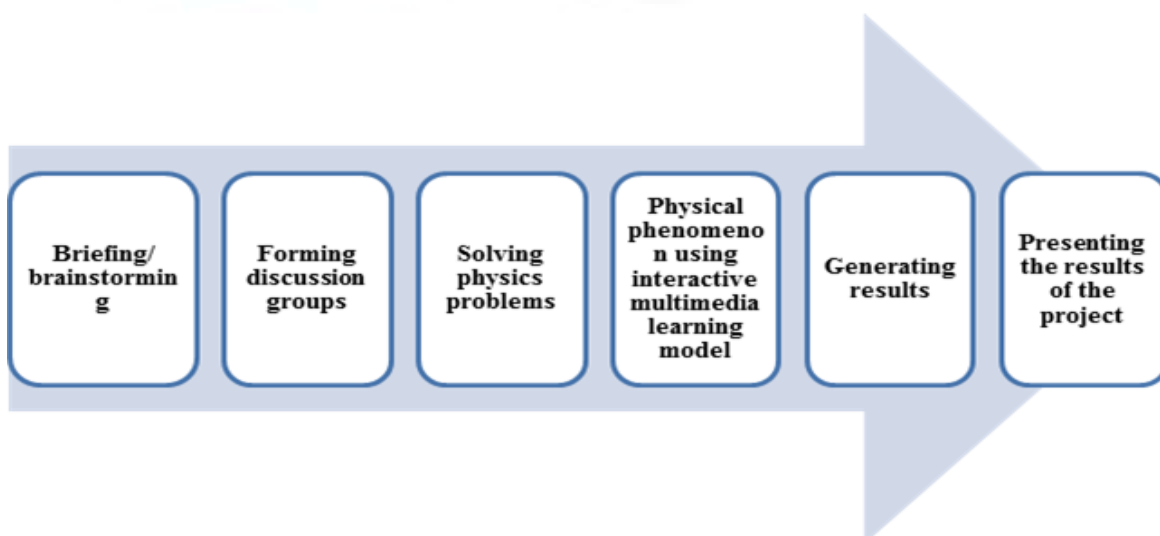 Briefing/
brainstormin
g
Forming
discussion
groups
Solving
physics
problems
Physical
phenomeno
n using
interactive
multimedia
learning
model
Generating
results
Presenting
the results
of the
project